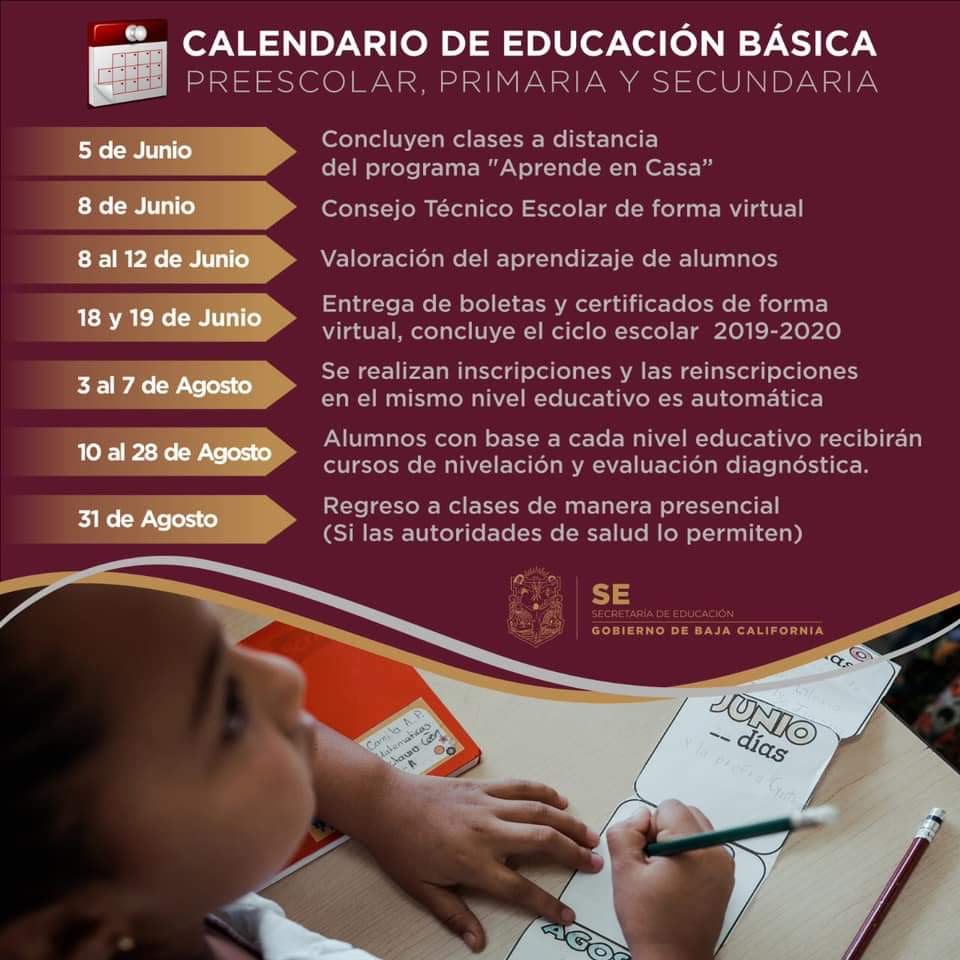 CALENDARIO DE EDUCACIÓN BÁSICA
PREESCOLAR, PRIMARIA Y SECUNDARIA
5 de Junio
Concluyen clases a distancia
del programa "Aprende en Casa”
8 de Junio
Consejo Técnico Escolar de forma virtual
8 al 12 de Junio
Valoración del aprendizaje de alumnos
18 y 19 de Junio
Entrega de boletas y certificados de forma
virtual, concluye el ciclo escolar 2019-2020
3 al 7 de Agosto
Se realizan inscripciones y las reinscripciones
en el mismo nivel educativo es automática
10 al 28 de Agosto
Alumnos con base a cada nivel educativo recibirán
cursos de nivelación y evaluación diagnóstica.
31 de Agosto
Regreso a clases de manera presencial
(Si las autoridades de salud lo permiten)
SE
SECRETARÍA DE EDUCACIÓN
GOBIERNO DE BAJA CALIFORNIA
Camila A.P.
Matemáticas
JUNIO
-- días
AGOS